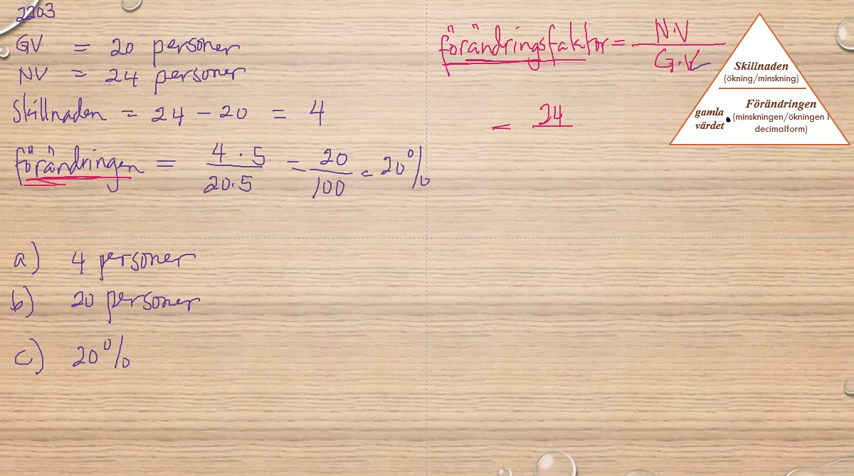 2203
GV = 20 personer
NV = 24 personer
Skillnaden = 24 - 20 = 4
förändringen = 4 · 5 / 20 · 5 = 20 / 100 = 20%
a) 4 personer
b) 20 personer
c) 20%
förändringsfaktor = N.V / G.V
= 24
Skillnaden
(ökning/minskning)
gamla
värdet
Förändringen
(minskningen/ökningen i
decimalform)